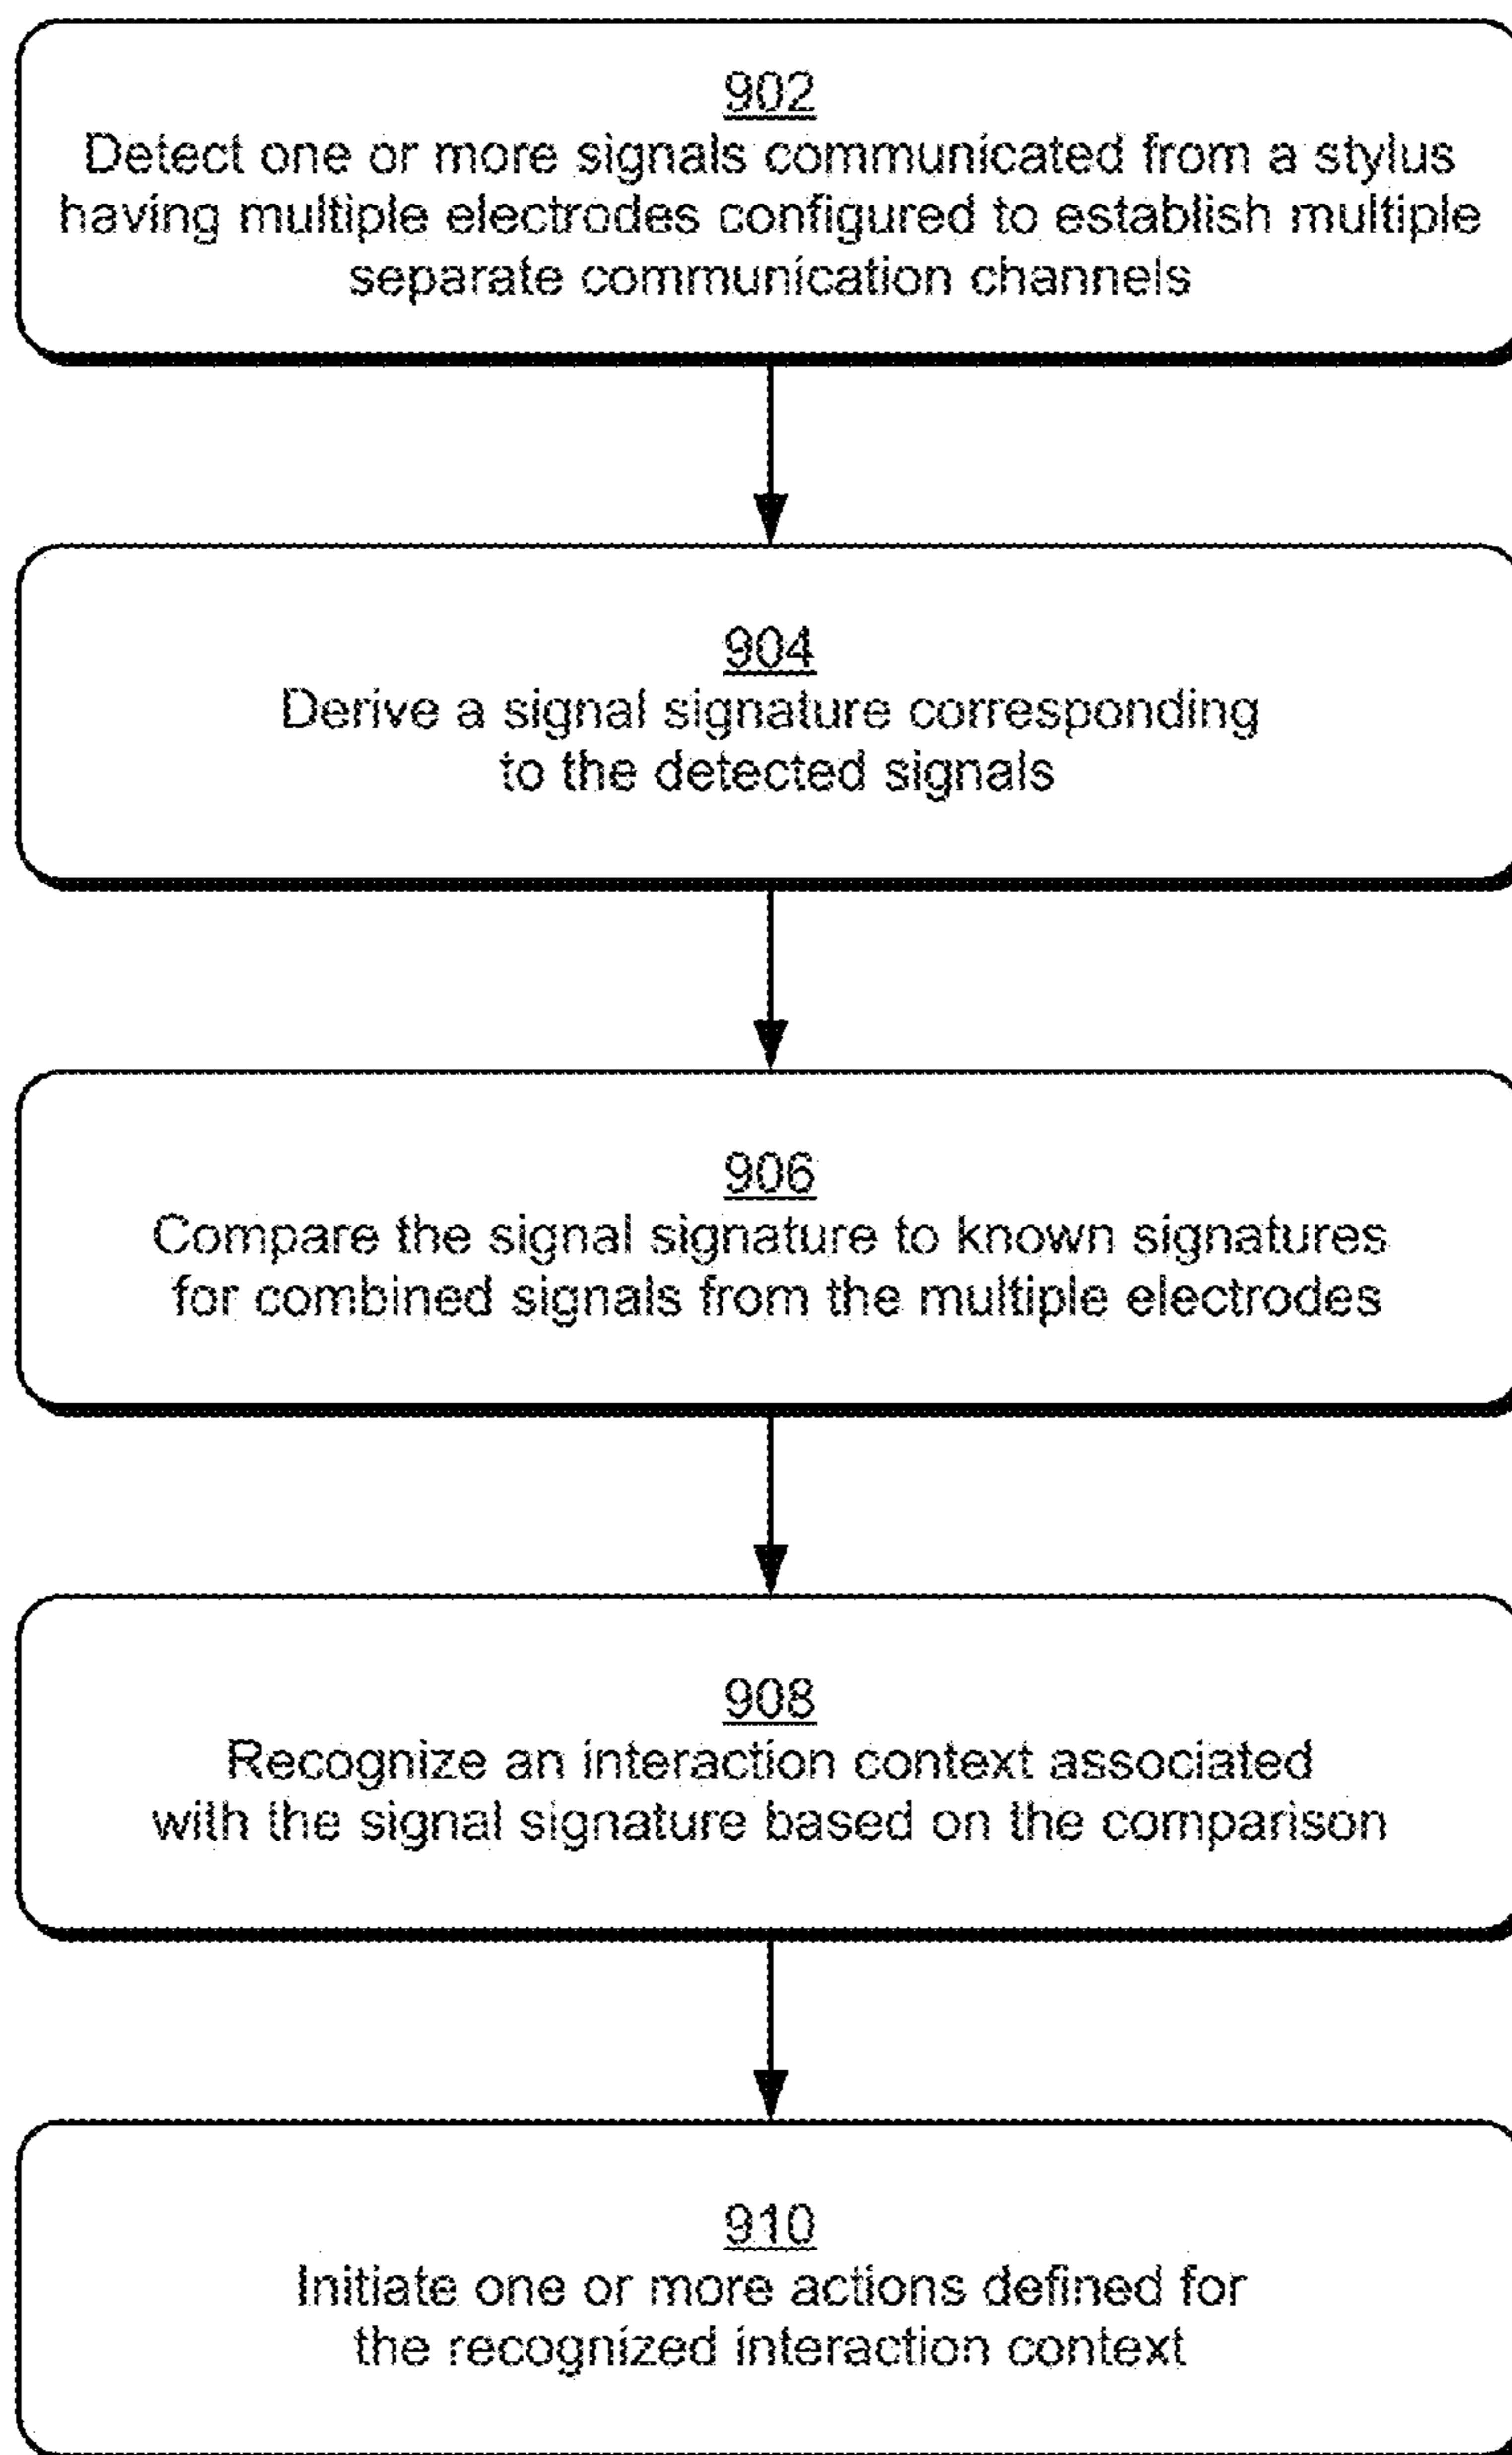 902
Detect one or more signals communicated from a stylus
having multiple electrodes configured to establish multiple
separate communication channels
904
Derive a signal signature corresponding
to the detected signals
906
Compare the signal signature to known signatures
for combined signals from the multiple electrodes
908
Recognize an interaction context associated
with the signal signature based on the comparison
910
Initiate one or more actions defined for
the recognized interaction context